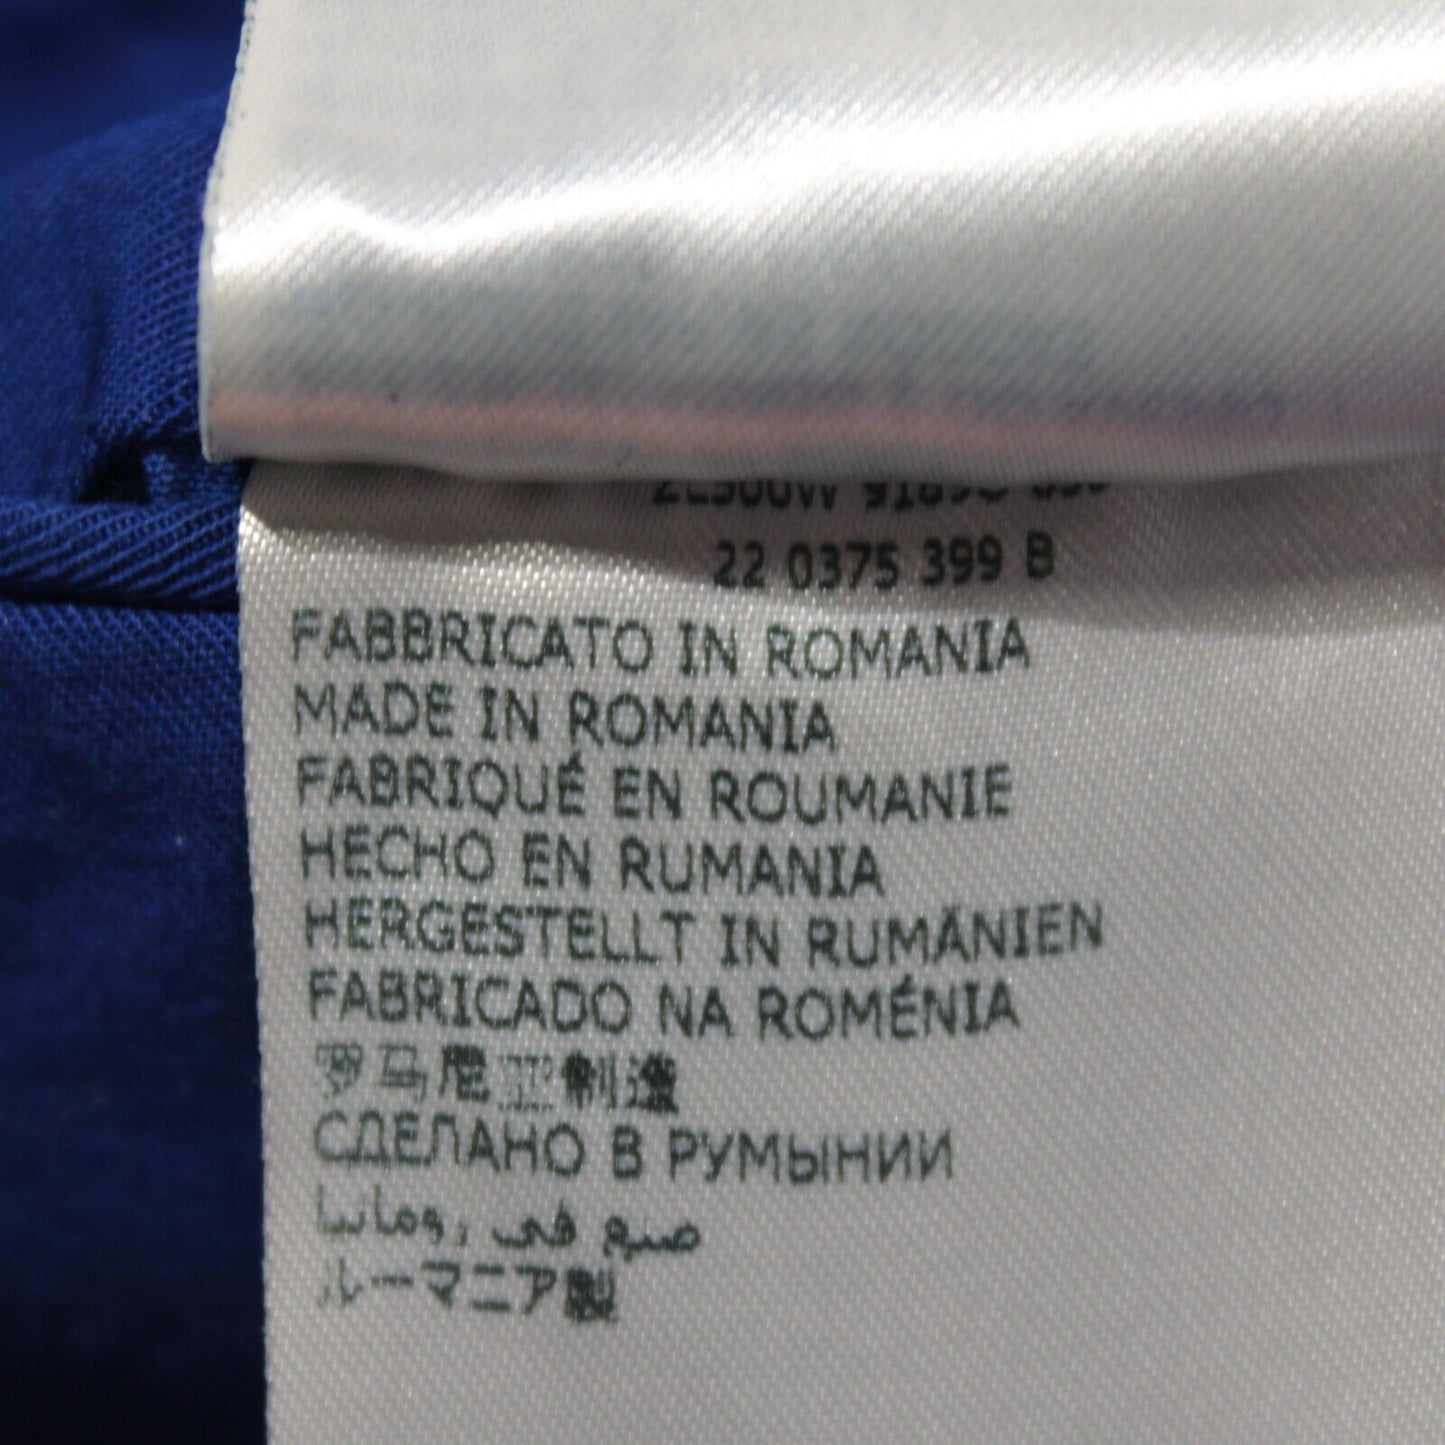 22 0375 399 B
FABBRICATO IN ROMANIA
MADE IN ROMANIA
FABRIQUÉ EN ROUMANIE
HECHO EN RUMANIA
HERGESTELLT IN RUMÄNIEN
FABRICADO NA ROMÉNIA
罗马尼亚制造
СДЕЛАНО В РУМЫНИИ
صنع في رومانيا
ルーマニア製